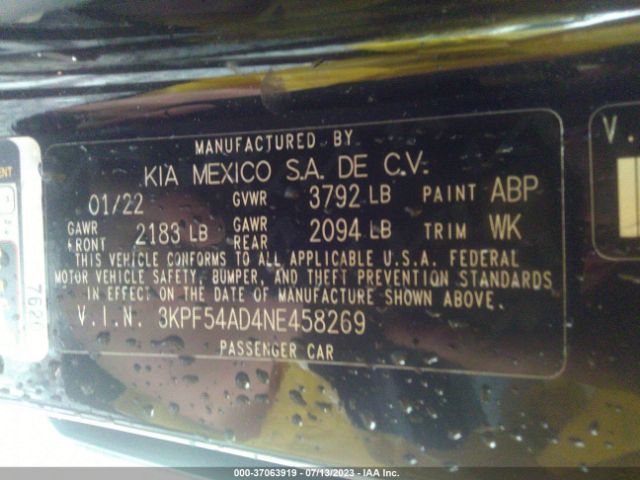 MANUFACTURED BY
KIA MEXICO S.A. DE C.V.
01/22 GVWR 3792 LB PAINT ABP
GAWR FRONT 2183 LB GAWR REAR 2094 LB TRIM WK
THIS VEHICLE CONFORMS TO ALL APPLICABLE U.S.A. FEDERAL
MOTOR VEHICLE SAFETY, BUMPER, AND THEFT PREVENTION STANDARDS
IN EFFECT ON THE DATE OF MANUFACTURE SHOWN ABOVE.
V.I.N. 3KPF54AD4NE458269
PASSENGER CAR
V.
000-37063919 - 07/13/2023 - IAA Inc.